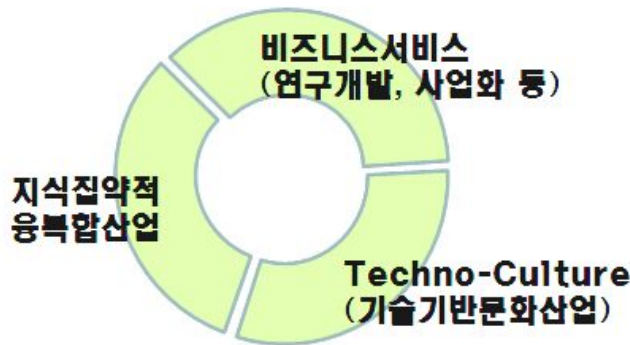 비즈니스서비스
(연구개발, 사업화 등)
지식집약적
융복합산업
Techno-Culture
(기술기반문화산업)